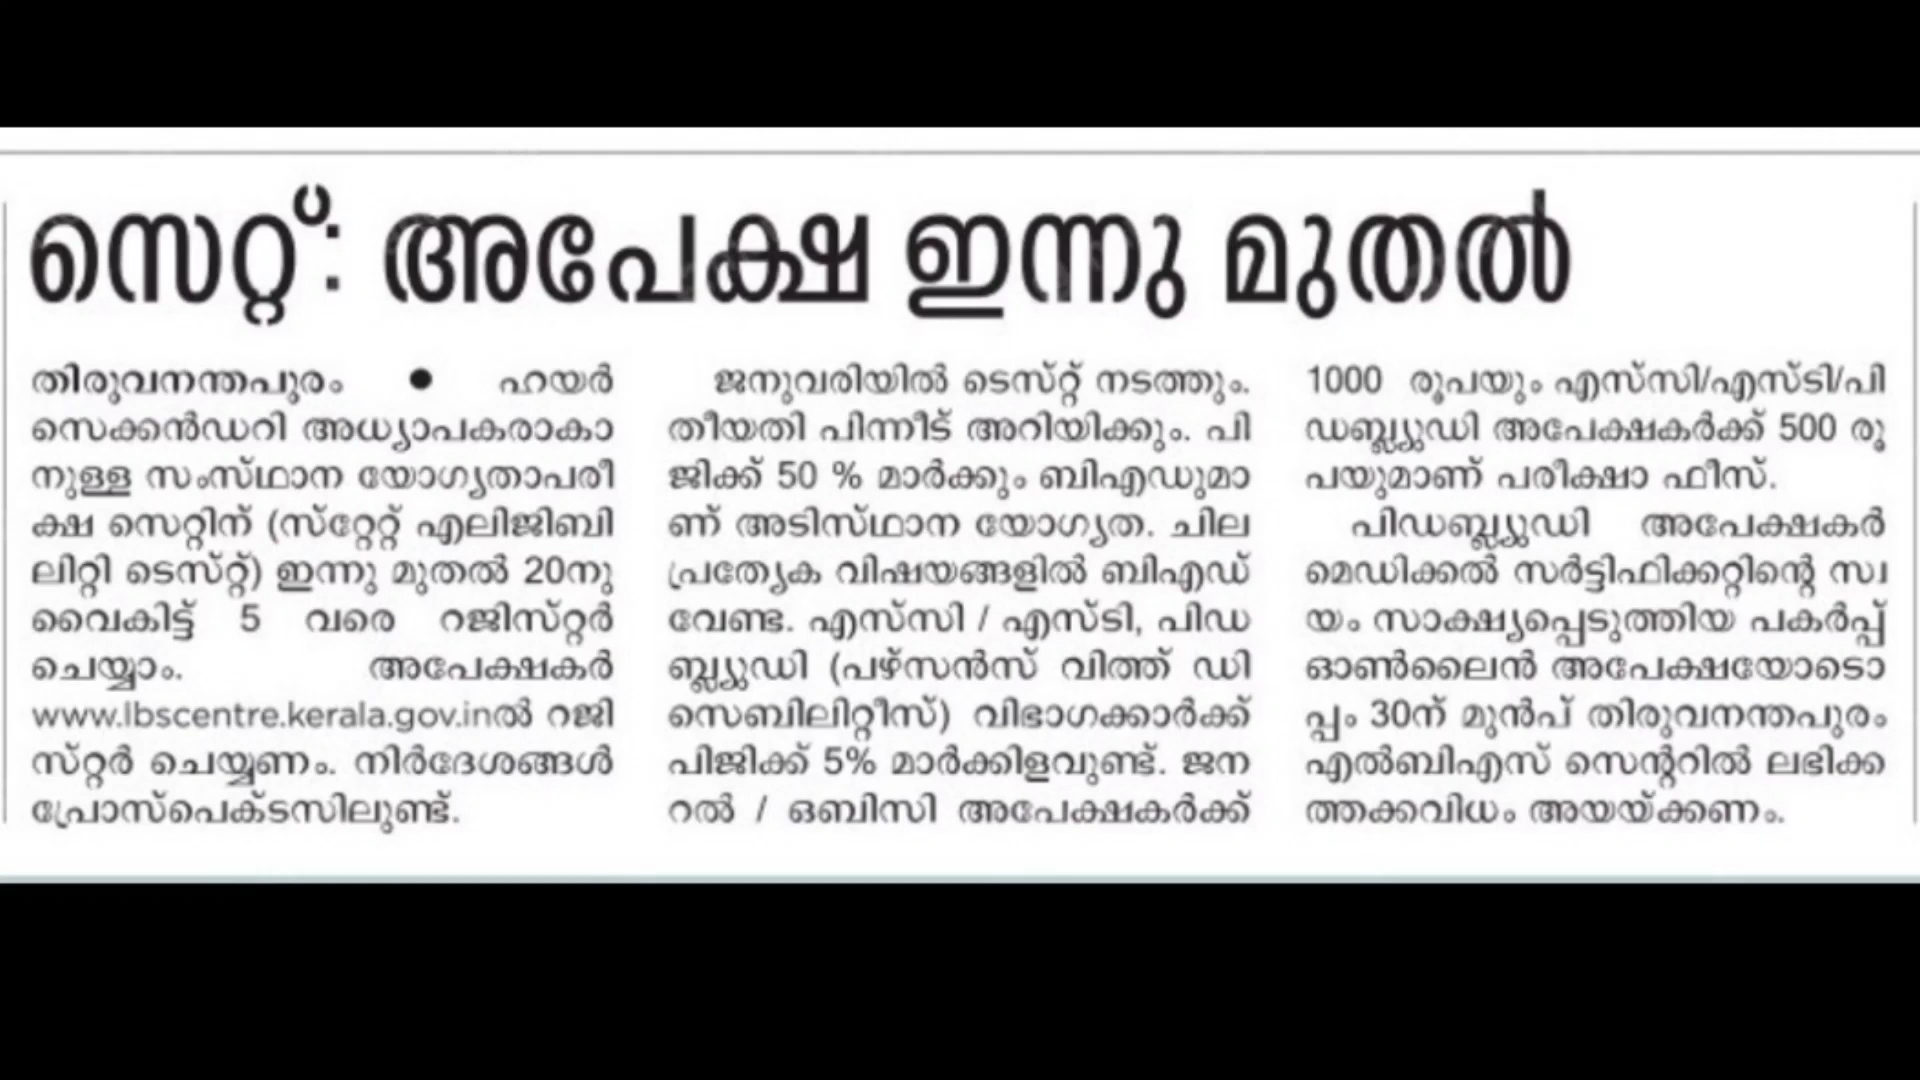 സെറ്റ്: അപേക്ഷ ഇന്നു മുതൽ
തിരുവനന്തപുരം ● ഹയർ
സെക്കൻഡറി അധ്യാപകരാകാ
നുള്ള സംസ്ഥാന യോഗ്യതാപരീ
ക്ഷ സെറ്റിന് (സ്റ്റേറ്റ് എലിജിബി
ലിറ്റി ടെസ്റ്റ്) ഇന്നു മുതൽ 20നു
വൈകിട്ട് 5 വരെ റജിസ്റ്റർ
ചെയ്യാം. അപേക്ഷകർ
www.lbscentre.kerala.gov.inൽ റജി
സ്റ്റർ ചെയ്യണം. നിർദേശങ്ങൾ
പ്രോസ്പെക്ടസിലുണ്ട്.
ജനുവരിയിൽ ടെസ്റ്റ് നടത്തും.
തീയതി പിന്നീട് അറിയിക്കും. പി
ജിക്ക് 50 % മാർക്കും ബിഎഡുമാ
ണ് അടിസ്ഥാന യോഗ്യത. ചില
പ്രത്യേക വിഷയങ്ങളിൽ ബിഎഡ്
വേണ്ട. എസ്‌സി / എസ്ടി, പിഡ
ബ്ല്യുഡി (പഴ്സൻസ് വിത്ത് ഡി
സെബിലിറ്റീസ്) വിഭാഗക്കാർക്ക്
പിജിക്ക് 5% മാർക്കിളവുണ്ട്. ജന
റൽ / ഒബിസി അപേക്ഷകർക്ക്
1000 രൂപയും എസ്‌സി/എസ്ടി/പി
ഡബ്ല്യുഡി അപേക്ഷകർക്ക് 500 രൂ
പയുമാണ് പരീക്ഷാ ഫീസ്.
പിഡബ്ല്യുഡി അപേക്ഷകർ
മെഡിക്കൽ സർട്ടിഫിക്കറ്റിന്റെ സ്വ
യം സാക്ഷ്യപ്പെടുത്തിയ പകർപ്പ്
ഓൺലൈൻ അപേക്ഷയോടൊ
പ്പം 30ന് മുൻപ് തിരുവനന്തപുരം
എൽബിഎസ് സെന്ററിൽ ലഭിക്ക
ത്തക്കവിധം അയയ്ക്കണം.